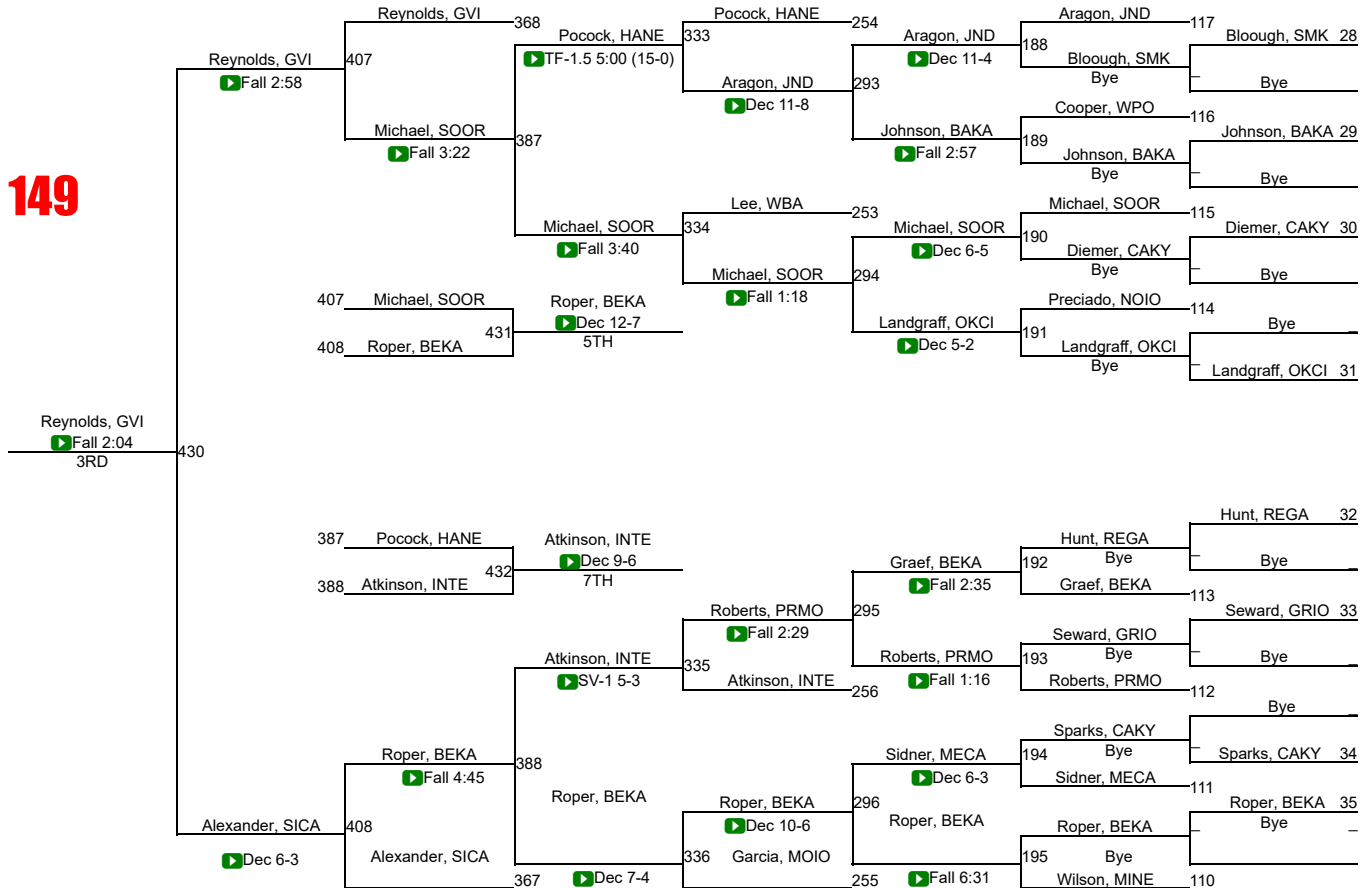 Reynolds, GVI
368
Pocock, HANE
254
Aragon, JND
117
Bloough, SMK 28
Pocock, HANE
333
Aragon, JND
188
Reynolds, GVI
407
TF-1.5 5:00 (15-0)
Dec 11-4
Bloough, SMK
Bye
Bye
Fall 2:58
Aragon, JND
293
Dec 11-8
Cooper, WPO
116
Michael, SOOR
387
Johnson, BAKA
189
Johnson, BAKA 29
Fall 3:22
Fall 2:57
Johnson, BAKA
Bye
Bye
149
Lee, WBA
253
Michael, SOOR
115
Michael, SOOR
334
Michael, SOOR
190
Diemer, CAKY 30
Fall 3:40
Dec 6-5
Diemer, CAKY
Bye
Bye
Michael, SOOR
294
Fall 1:18
407 Michael, SOOR
Roper, BEKA
Preciado, NOIO
114
431
Dec 12-7
Landgraff, OKCI
191
Bye
408 Roper, BEKA
5TH
Dec 5-2
Landgraff, OKCI
Bye
Landgraff, OKCI 31
Reynolds, GVI
Fall 2:04
430
3RD
Hunt, REGA 32
387 Pocock, HANE
Atkinson, INTE
Hunt, REGA
432
Dec 9-6
Graef, BEKA
192
Bye
Bye
388 Atkinson, INTE
7TH
Fall 2:35
Graef, BEKA
113
Roberts, PRMO
295
Seward, GRIO 33
Fall 2:29
Seward, GRIO
Atkinson, INTE
335
Roberts, PRMO
193
Bye
Bye
SV-1 5-3
Atkinson, INTE
256
Fall 1:16
Roberts, PRMO
112
Bye
Sparks, CAKY
Roper, BEKA
388
Sidner, MECA
194
Bye
Sparks, CAKY 34
Fall 4:45
Dec 6-3
Sidner, MECA
111
Roper, BEKA
Roper, BEKA
296
Roper, BEKA 35
Alexander, SICA
408
Dec 10-6
Roper, BEKA
Roper, BEKA
Bye
Dec 6-3
Alexander, SICA
336
Garcia, MOIO
195
Bye
367
Dec 7-4
255
Fall 6:31
Wilson, MINE
110